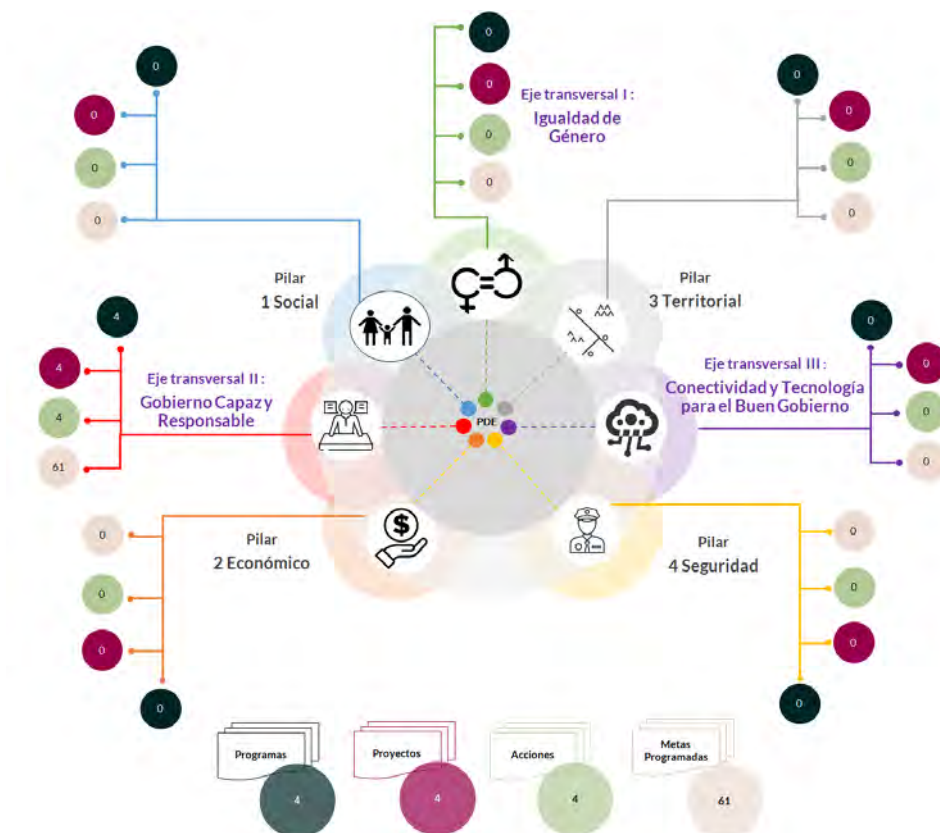 0
0
0
0
0
0
0
0
Eje transversal I :
Igualdad de
Género
0
0
0
0
Pilar
1 Social
Pilar
3 Territorial
4
4
4
61
Eje transversal II :
Gobierno Capaz y
Responsable
PDE
Eje transversal III :
Conectividad y Tecnología
para el Buen Gobierno
0
0
0
0
$
Pilar
2 Económico
0
0
0
0
Pilar
4 Seguridad
0
0
0
0
Programas
4
Proyectos
4
Acciones
4
Metas
Programadas
61